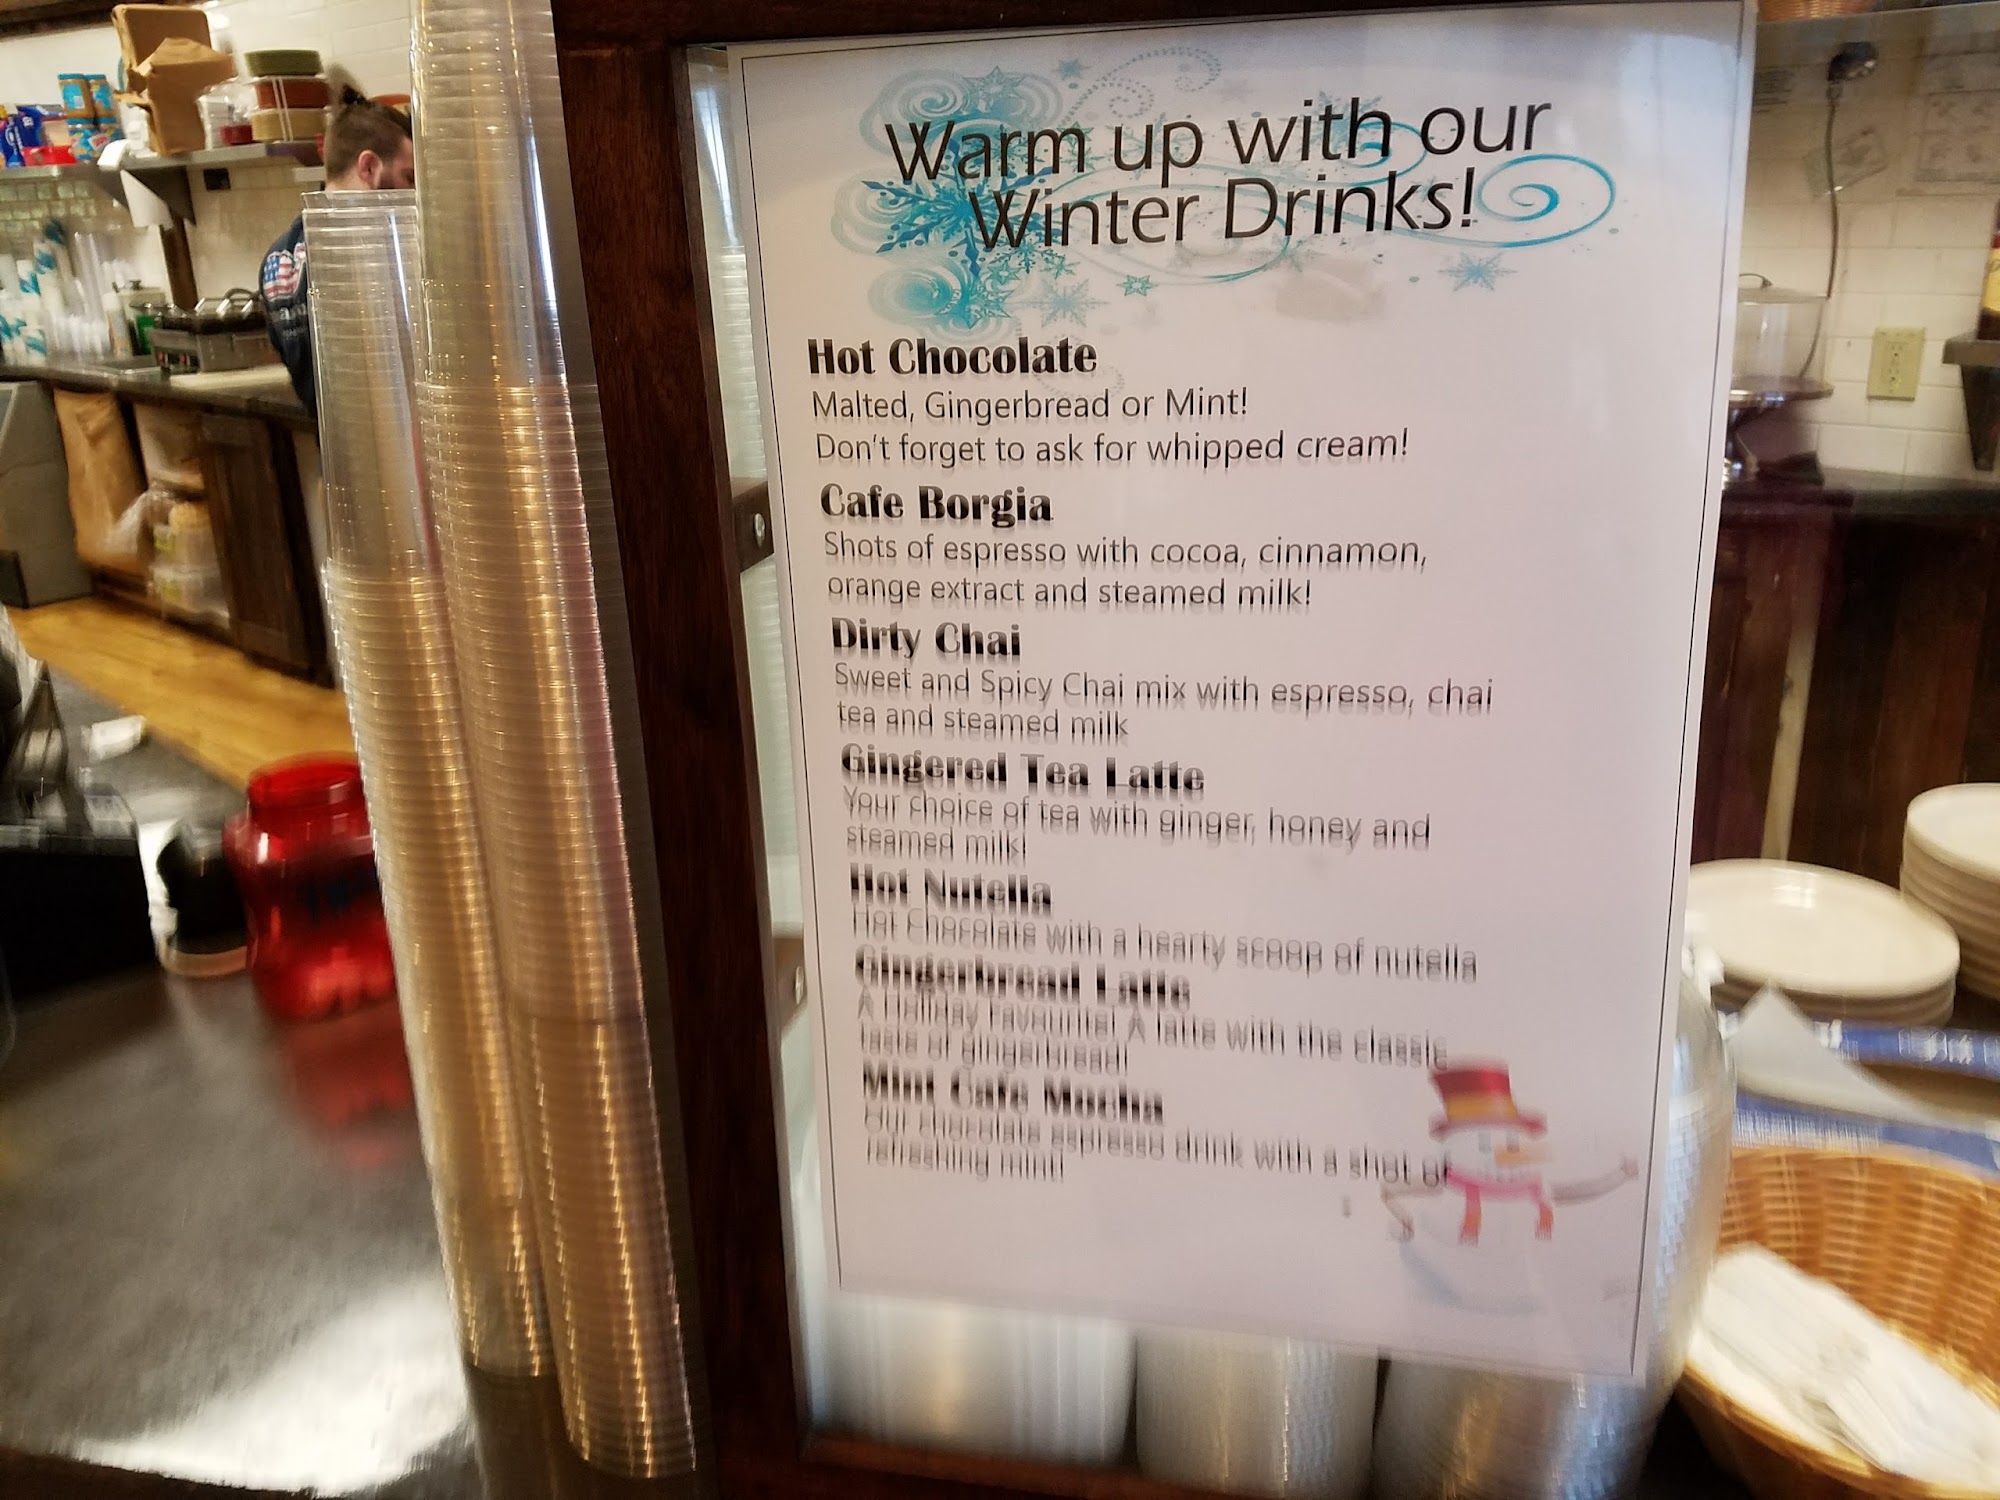 Warm up with our
Winter Drinks!
Hot Chocolate
Malted, Gingerbread or Mint!
Don't forget to ask for whipped cream!
Cafe Borgia
Shots of espresso with cocoa, cinnamon,
orange extract and steamed milk!
Dirty Chai
Sweet and Spicy Chai mix with espresso, chai
tea and steamed milk
Gingered Tea Latte
Your choice of tea with ginger, honey and
steamed milk!
Hot Nutella
Hot Chocolate with a hearty scoop of nutella
Gingerbread Latte
A Holiday Favourite! A latte with the classic
taste of gingerbread!
Mint Cafe Mocha
Our chocolate espresso drink with a shot of
refreshing mint!